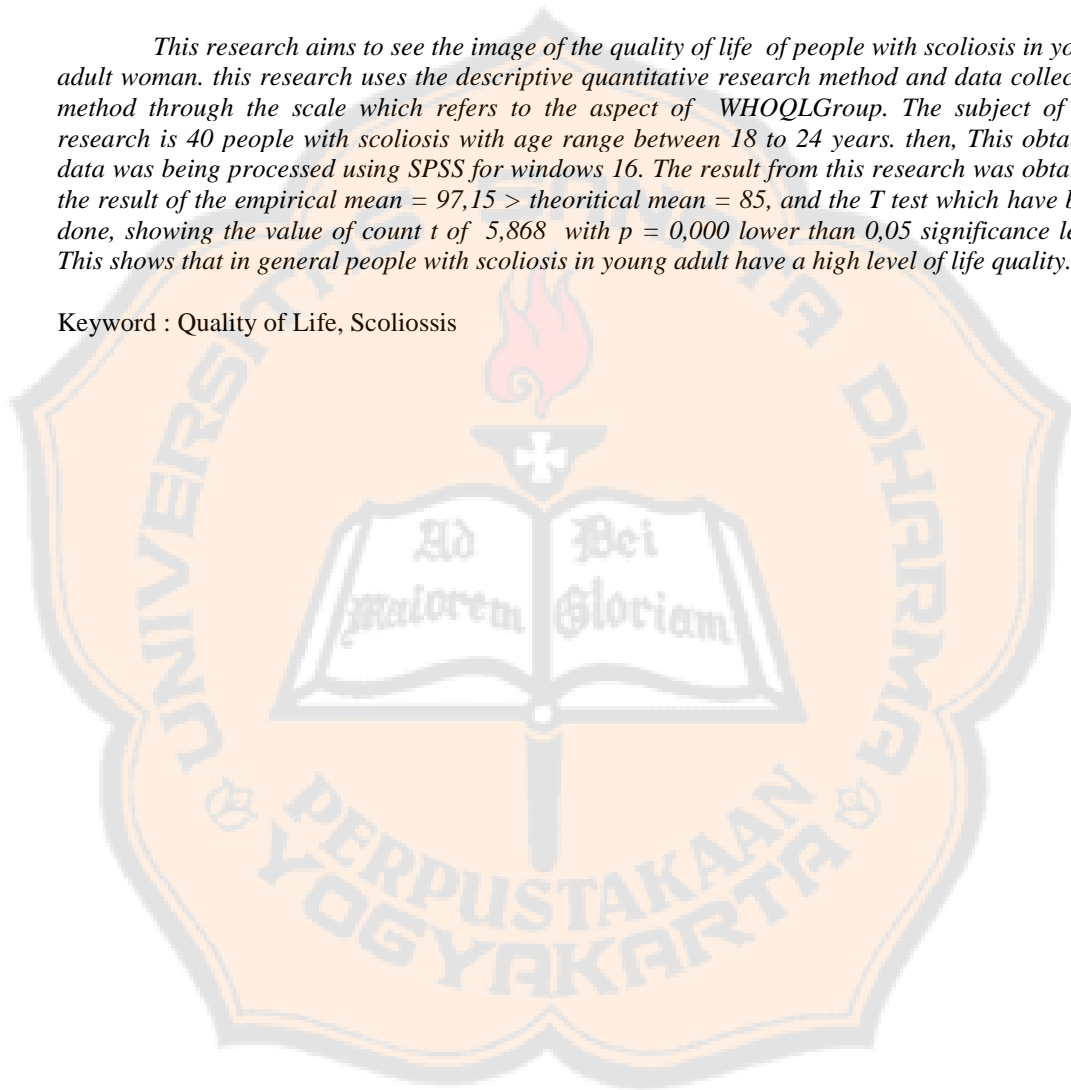 This research aims to see the image of the quality of life of people with scoliosis in yo
adult woman. this research uses the descriptive quantitative research method and data collec
method through the scale which refers to the aspect of WHOQLGroup. The subject of
research is 40 people with scoliosis with age range between 18 to 24 years. then, This obta
data was being processed using SPSS for windows 16. The result from this research was obta
the result of the empirical mean = 97,15 > theoritical mean = 85, and the T test which have b
done, showing the value of count t of 5,868 with p = 0,000 lower than 0,05 significance le
This shows that in general people with scoliosis in young adult have a high level of life quality.
Keyword : Quality of Life, Scoliossis
UNIVERSITAS SANATA DHARMA
Ad Dei
Maiorem Gloriam
PERPUSTAKAAN
YOGYAKARTA